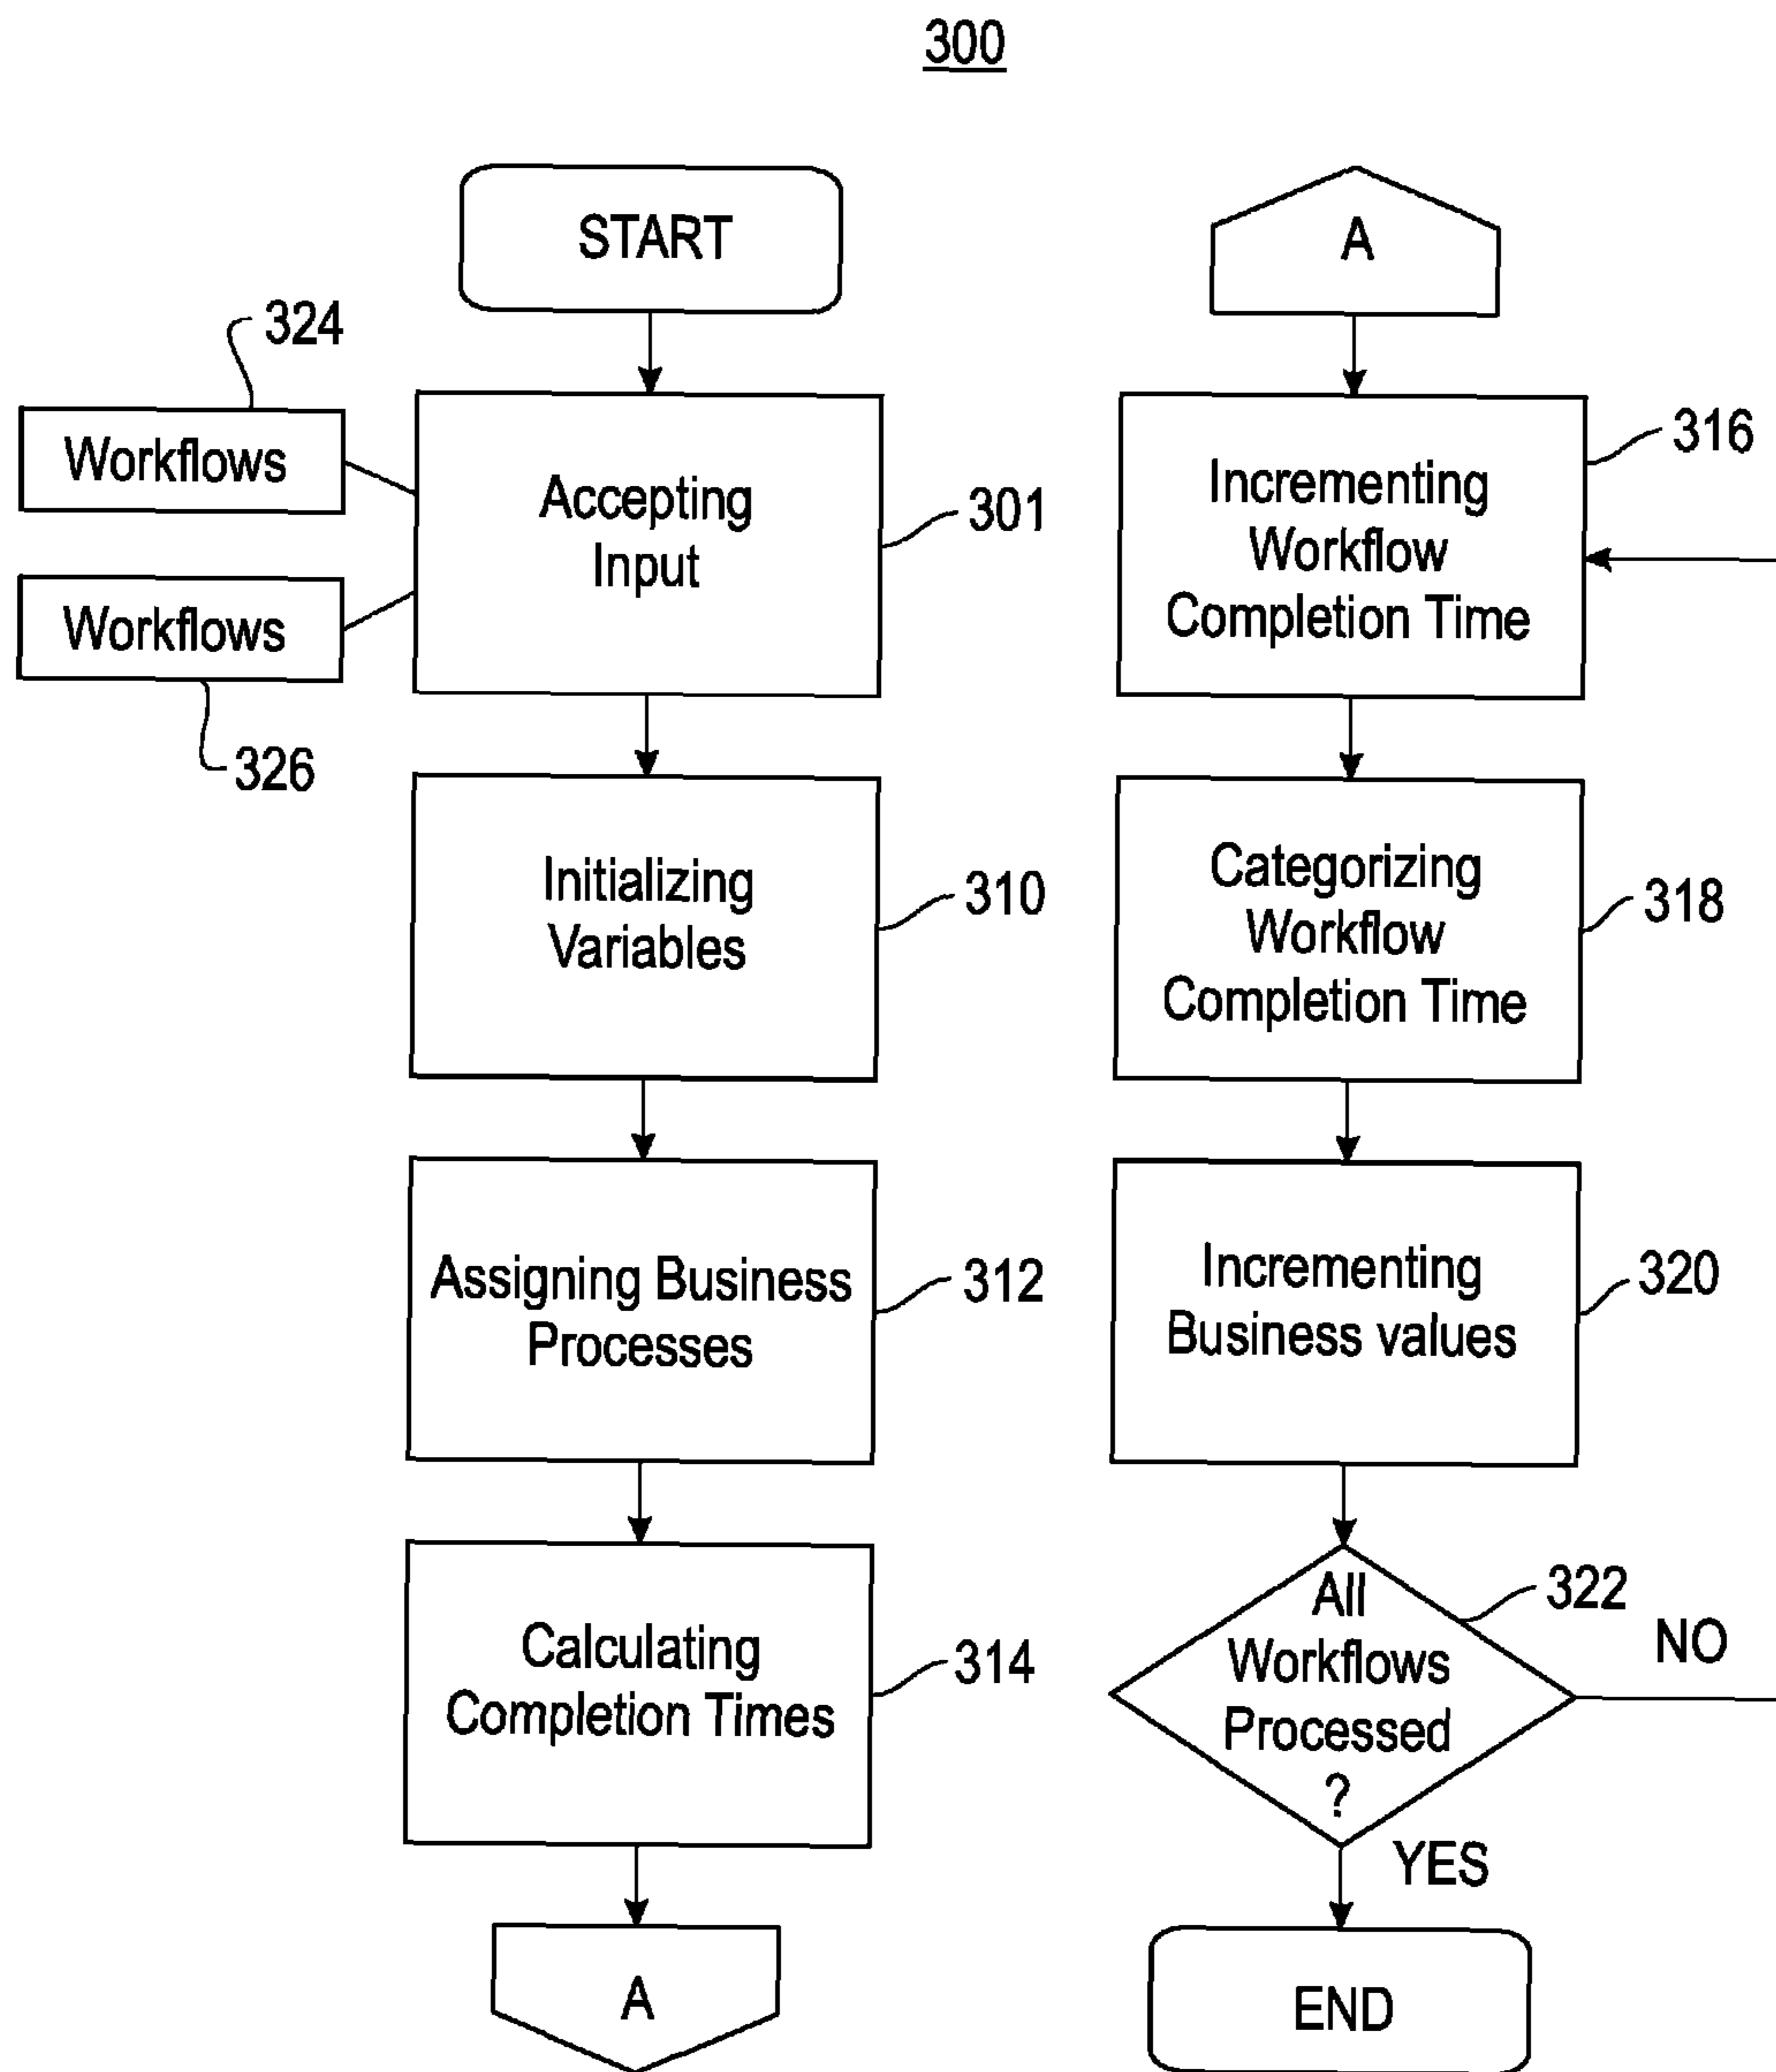 300
START
324
Workflows
Accepting
Input
301
Workflows
326
Initializing
Variables
310
Assigning Business
Processes
312
Calculating
Completion Times
314
A
A
Incrementing
Workflow
Completion Time
316
Categorizing
Workflow
Completion Time
318
Incrementing
Business values
320
All
Workflows
Processed
?
322
NO
YES
END